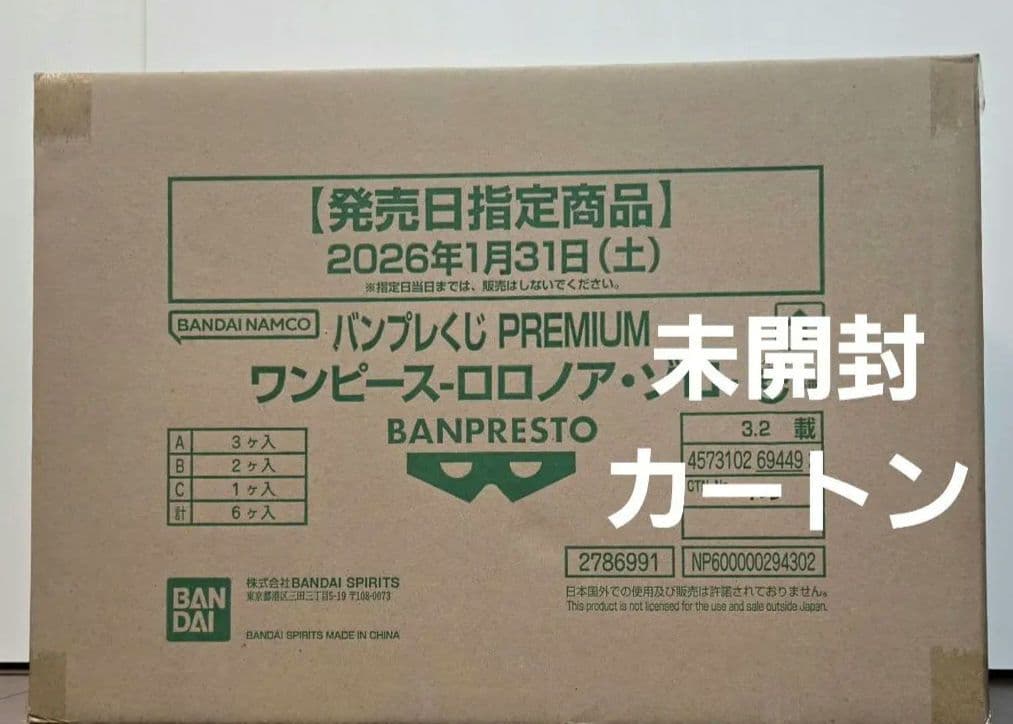 【発売日指定商品】
2026年1月31日(土)
※指定日当日までは、販売はしないでください。
BANDAI NAMCO
バンプレくじ PREMIUM
ワンピース-ロロノア・
未開封
カートン
BANPRESTO
A 3ヶ入
B 2ヶ入
C 1ヶ入
計 6ヶ入
3.2 載
4573102 69449
2786991
NP600000294302
BAN
DAI
株式会社BANDAI SPIRITS
東京都港区三田三丁目5-19 〒108-0073
BANDAI SPIRITS MADE IN CHINA
日本国外での使用及び販売は許諾されておりません。
This product is not licensed for the use and sale outside Japan.